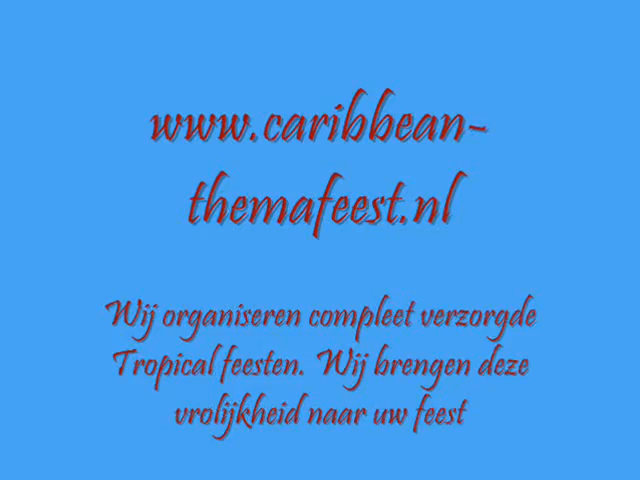 www.caribbean-
themafeest.nl
Wij organiseren compleet verzorgde
Tropical feesten. Wij brengen deze
vrolijkheid naar uw feest